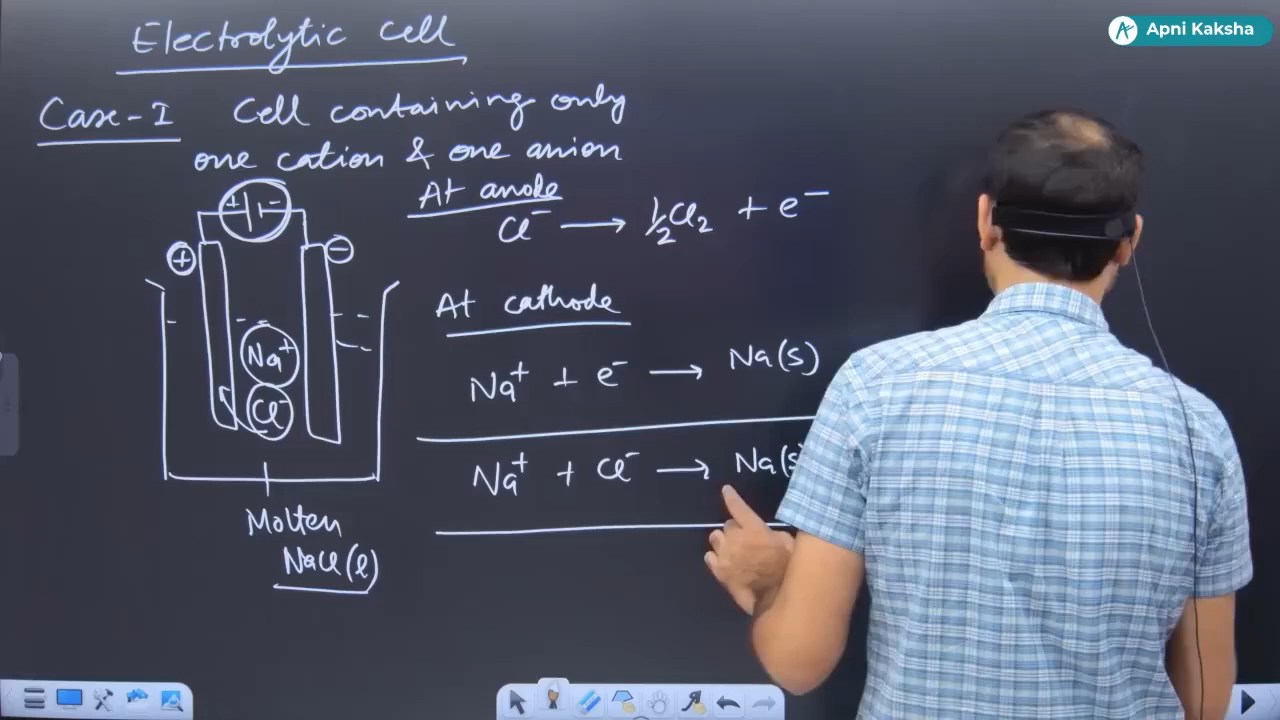 Apni Kaksha
Electrolytic Cell
Case-I Cell containing only
one cation & one anion
At anode
Cl⁻ ⟶ ½Cl₂ + e⁻
+ -
+ -
At cathode
Na⁺ + e⁻ ⟶ Na(s)
Na⁺
Cl⁻
Na⁺ + Cl⁻ ⟶ Na(s)
Molten
NaCl(l)